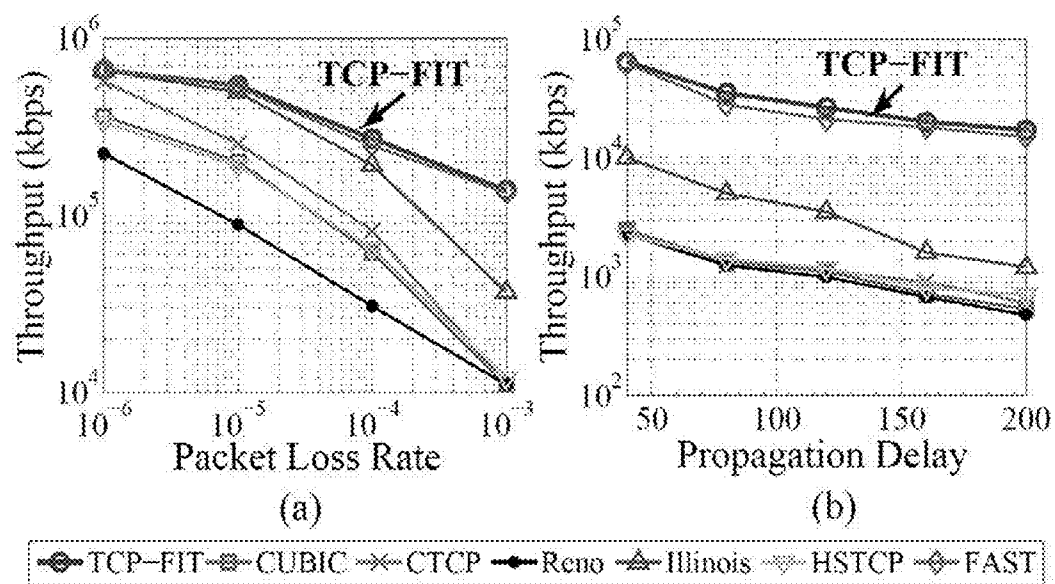 10^6
10^5
10^4
Throughput (kbps)
TCP−FIT
10^−6 10^−5 10^−4 10^−3
Packet Loss Rate
(a)
10^5
10^4
10^3
10^2
Throughput (kbps)
TCP−FIT
50 100 150 200
Propagation Delay
(b)
TCP−FIT CUBIC CTCP Reno Illinois HSTCP FAST